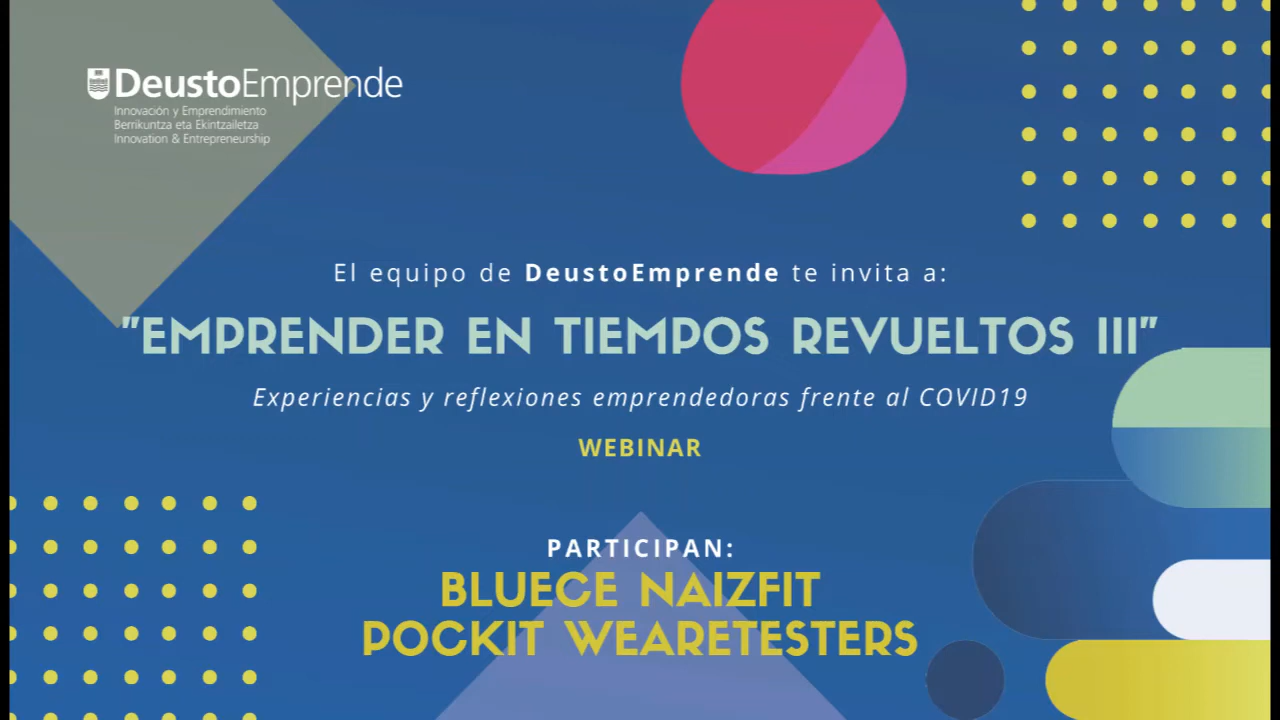 DeustoEmprende
Innovación y Emprendimiento
Berrikuntza eta Ekintzailetza
Innovation & Entrepreneurship
El equipo de DeustoEmprende te invita a:
"EMPRENDER EN TIEMPOS REVUELTOS III"
Experiencias y reflexiones emprendedoras frente al COVID19
WEBINAR
PARTICIPAN:
BLUECE NAIZFIT
POCKIT WEARETESTERS